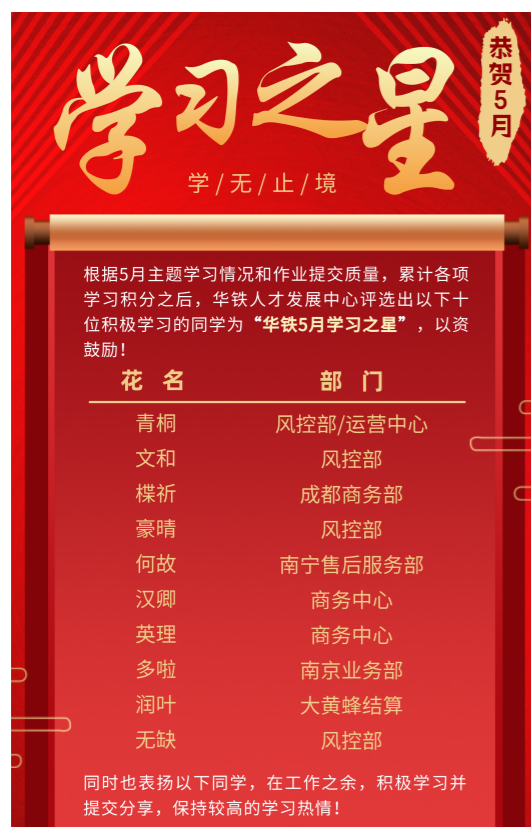 学习之星
恭贺5月
学/无/止/境
根据5月主题学习情况和作业提交质量，累计各项
学习积分之后，华铁人才发展中心评选出以下十
位积极学习的同学为“华铁5月学习之星”，以资
鼓励！
花 名 部 门
青桐 风控部/运营中心
文和 风控部
楪祈 成都商务部
豪晴 风控部
何故 南宁售后服务部
汉卿 商务中心
英理 商务中心
多啦 南京业务部
润叶 大黄蜂结算
无缺 风控部
同时也表扬以下同学，在工作之余，积极学习并
提交分享，保持较高的学习热情！